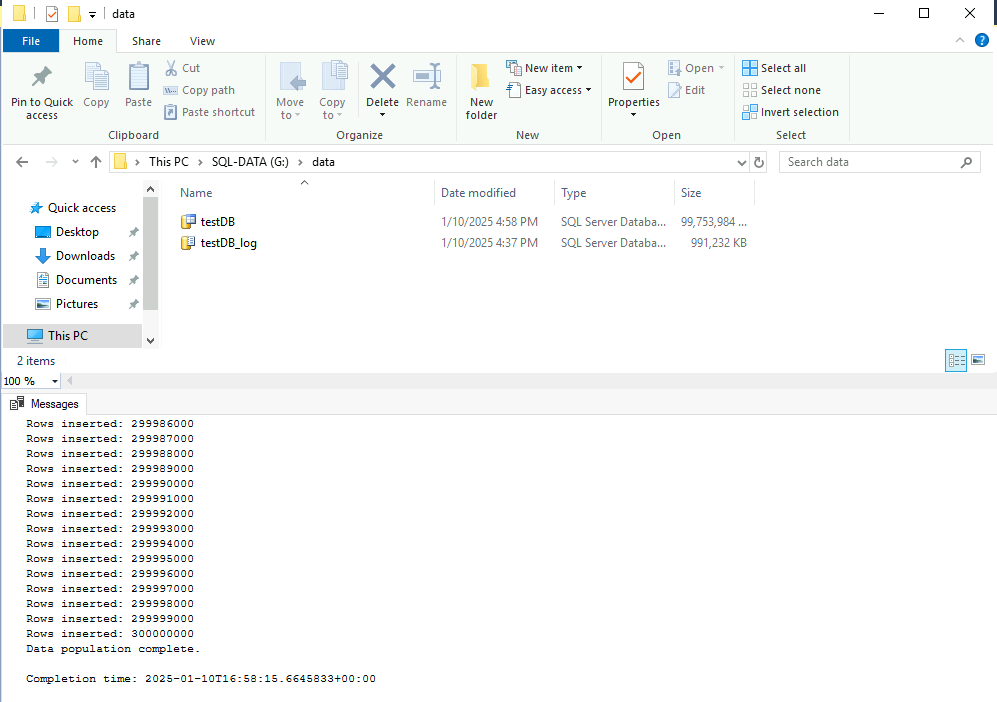 data
File Home Share View
Pin to Quick access
Copy
Paste
Cut
Copy path
Paste shortcut
Clipboard
Move to
Copy to
Delete
Rename
Organize
New folder
New item
Easy access
New
Properties
Open
Edit
Open
Select all
Select none
Invert selection
Select
This PC > SQL-DATA (G:) > data
Search data
Quick access
Desktop
Downloads
Documents
Pictures
This PC
Name Date modified Type Size
testDB 1/10/2025 4:58 PM SQL Server Databa... 99,753,984 ...
testDB_log 1/10/2025 4:37 PM SQL Server Databa... 991,232 KB
2 items
100 %
Messages
Rows inserted: 299986000
Rows inserted: 299987000
Rows inserted: 299988000
Rows inserted: 299989000
Rows inserted: 299990000
Rows inserted: 299991000
Rows inserted: 299992000
Rows inserted: 299993000
Rows inserted: 299994000
Rows inserted: 299995000
Rows inserted: 299996000
Rows inserted: 299997000
Rows inserted: 299998000
Rows inserted: 299999000
Rows inserted: 300000000
Data population complete.
Completion time: 2025-01-10T16:58:15.6645833+00:00